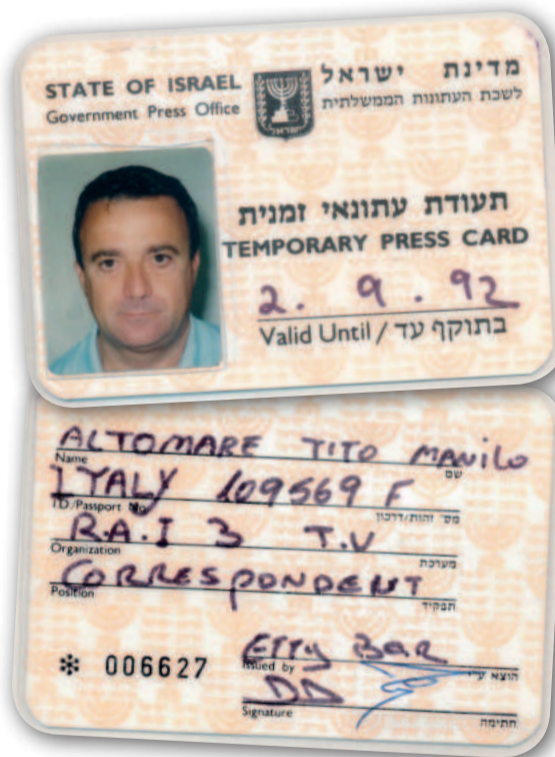 STATE OF ISRAEL
Government Press Office
מדינת ישראל
לשכת העתונות הממשלתית
ישראל
תעודת עתונאי זמנית
TEMPORARY PRESS CARD
2. 9. 92
Valid Until / בתוקף עד
ALTOMARE TITO MANILO
Name שם
ITALY 109569 F
I.D./Passport No. מס׳ זהות/דרכון
R.A.I 3 T.V
Organization מערכת
CORRESPONDENT
Position תפקיד
Etty Bar
* 006627 Issued by הוצא ע״י
Signature חתימה